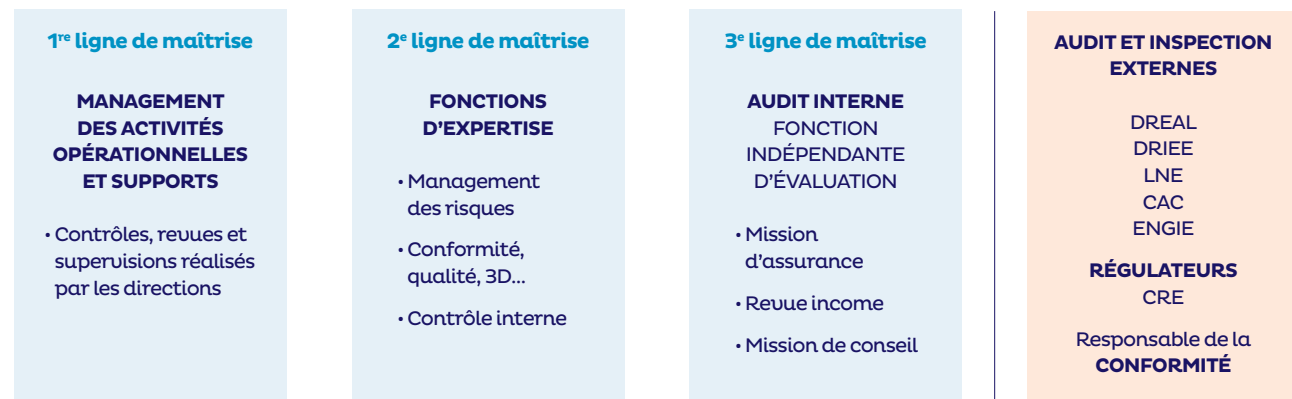 1re ligne de maîtrise
MANAGEMENT
DES ACTIVITÉS
OPÉRATIONNELLES
ET SUPPORTS
• Contrôles, revues et
supervisions réalisés
par les directions
2e ligne de maîtrise
FONCTIONS
D'EXPERTISE
• Management
des risques
• Conformité,
qualité, 3D...
• Contrôle interne
3e ligne de maîtrise
AUDIT INTERNE
FONCTION
INDÉPENDANTE
D'ÉVALUATION
• Mission
d'assurance
• Revue income
• Mission de conseil
AUDIT ET INSPECTION
EXTERNES
DREAL
DRIEE
LNE
CAC
ENGIE
RÉGULATEURS
CRE
Responsable de la
CONFORMITÉ